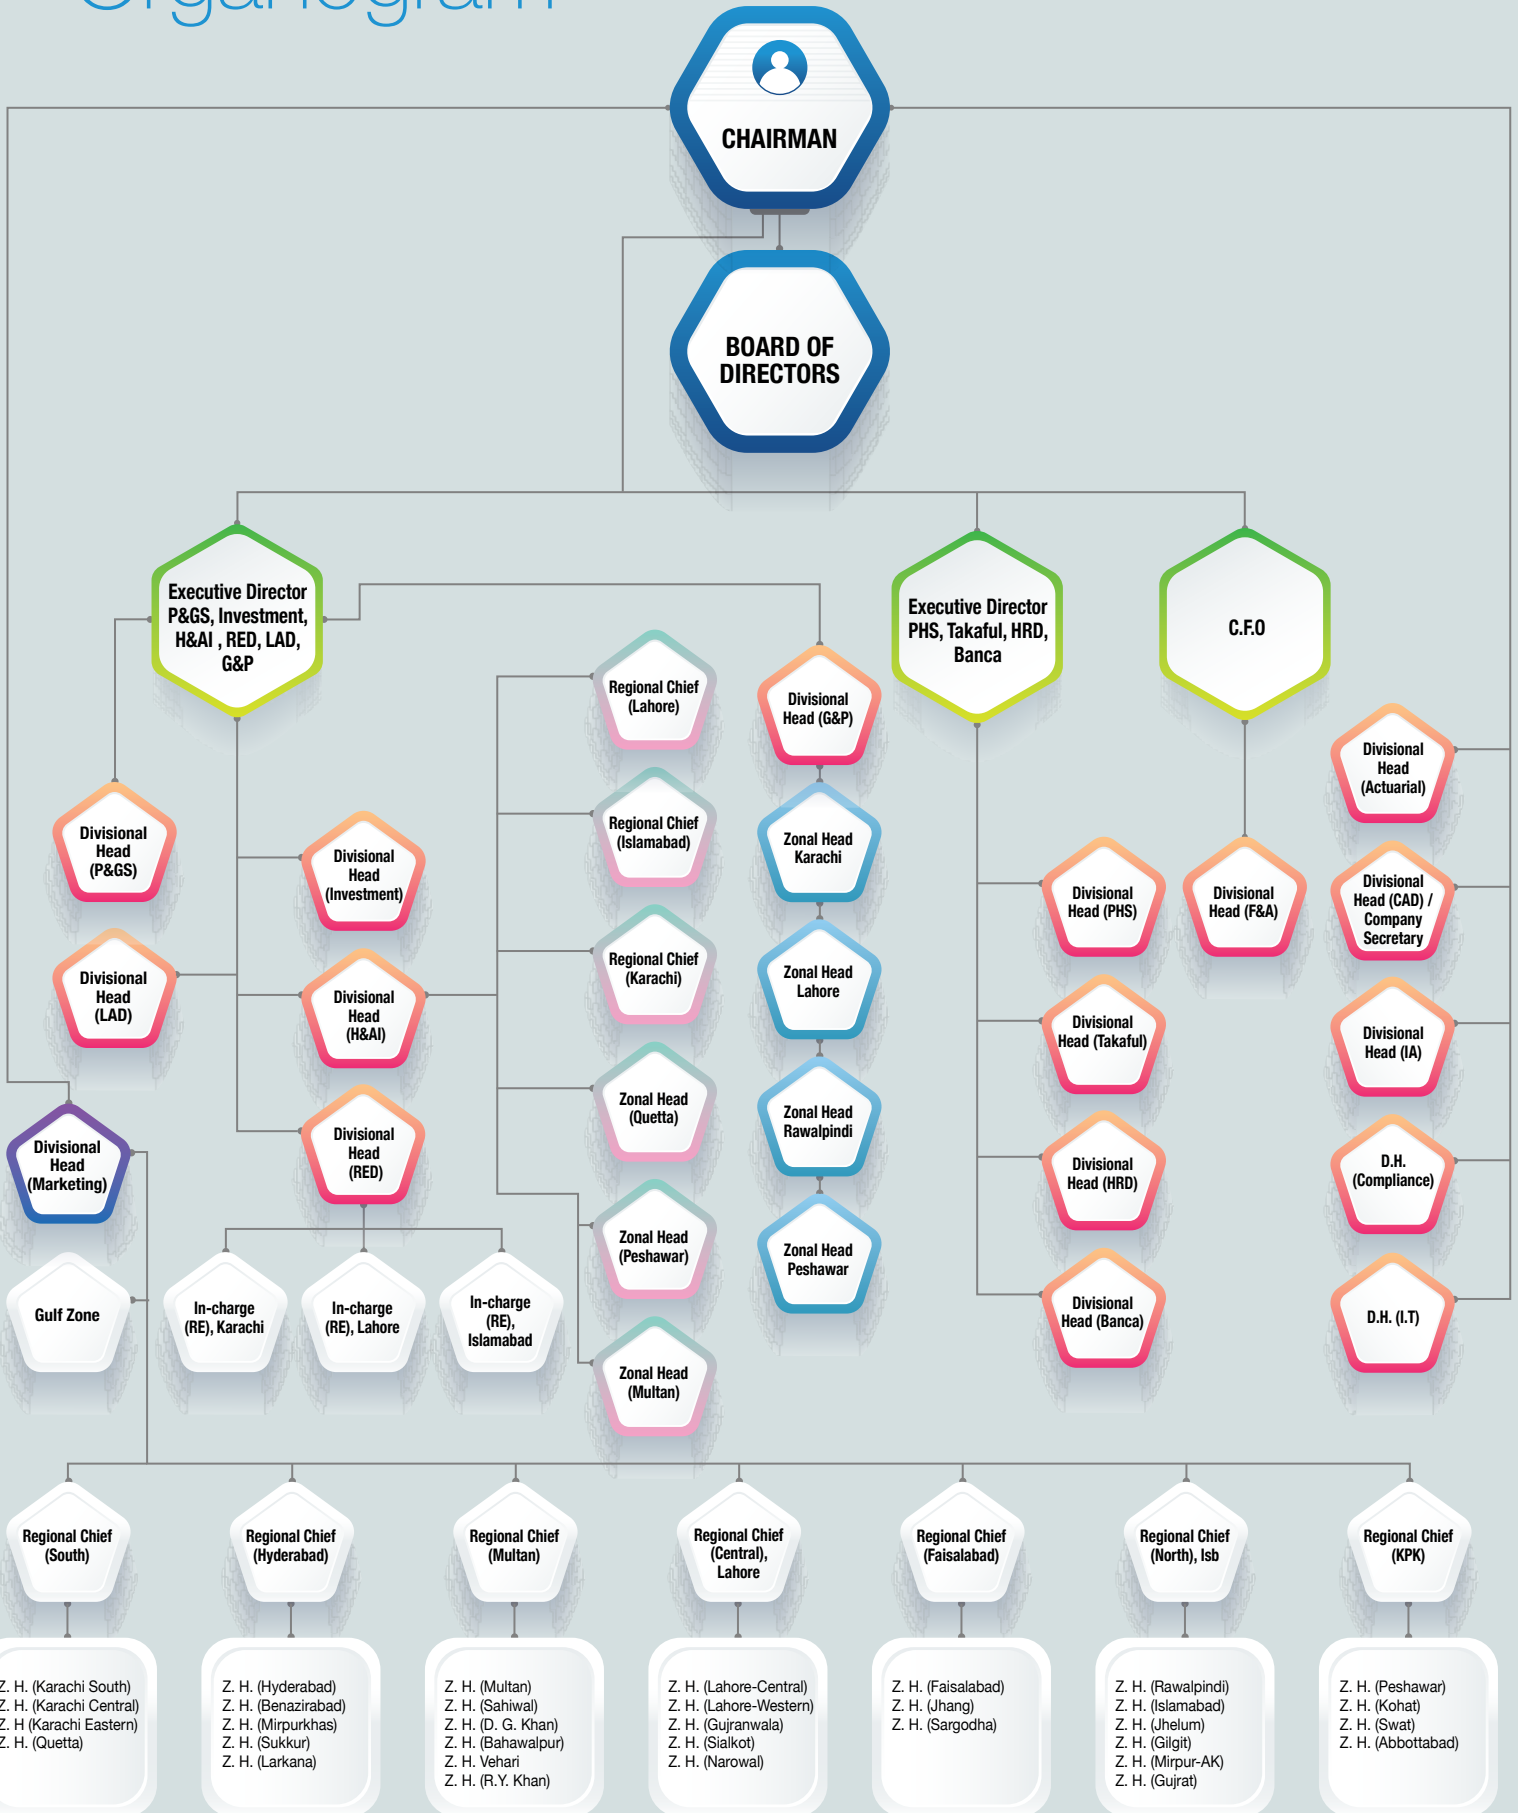 Organogram
CHAIRMAN
BOARD OF
DIRECTORS
Executive Director
P&GS, Investment,
H&AI , RED, LAD,
G&P
Executive Director
PHS, Takaful, HRD,
Banca
C.F.O
Divisional
Head
(P&GS)
Divisional
Head
(LAD)
Divisional
Head
(Investment)
Divisional
Head
(H&AI)
Divisional
Head
(RED)
Regional Chief
(Lahore)
Regional Chief
(Islamabad)
Regional Chief
(Karachi)
Zonal Head
(Quetta)
Zonal Head
(Peshawar)
Zonal Head
(Multan)
Divisional
Head (G&P)
Zonal Head
Karachi
Zonal Head
Lahore
Zonal Head
Rawalpindi
Zonal Head
Peshawar
Divisional
Head (PHS)
Divisional
Head (Takaful)
Divisional
Head (HRD)
Divisional
Head (Banca)
Divisional
Head (F&A)
Divisional
Head
(Actuarial)
Divisional
Head (CAD) /
Company
Secretary
Divisional
Head (IA)
D.H.
(Compliance)
D.H. (I.T)
Divisional
Head
(Marketing)
Gulf Zone
In-charge
(RE), Karachi
In-charge
(RE), Lahore
In-charge
(RE),
Islamabad
Regional Chief
(South)
Regional Chief
(Hyderabad)
Regional Chief
(Multan)
Regional Chief
(Central),
Lahore
Regional Chief
(Faisalabad)
Regional Chief
(North), Isb
Regional Chief
(KPK)
Z. H. (Karachi South)
Z. H. (Karachi Central)
Z. H (Karachi Eastern)
Z. H. (Quetta)
Z. H. (Hyderabad)
Z. H. (Benazirabad)
Z. H. (Mirpurkhas)
Z. H. (Sukkur)
Z. H. (Larkana)
Z. H. (Multan)
Z. H. (Sahiwal)
Z. H. (D. G. Khan)
Z. H. (Bahawalpur)
Z. H. Vehari
Z. H. (R.Y. Khan)
Z. H. (Lahore-Central)
Z. H. (Lahore-Western)
Z. H. (Gujranwala)
Z. H. (Sialkot)
Z. H. (Narowal)
Z. H. (Faisalabad)
Z. H. (Jhang)
Z. H. (Sargodha)
Z. H. (Rawalpindi)
Z. H. (Islamabad)
Z. H. (Jhelum)
Z. H. (Gilgit)
Z. H. (Mirpur-AK)
Z. H. (Gujrat)
Z. H. (Peshawar)
Z. H. (Kohat)
Z. H. (Swat)
Z. H. (Abbottabad)